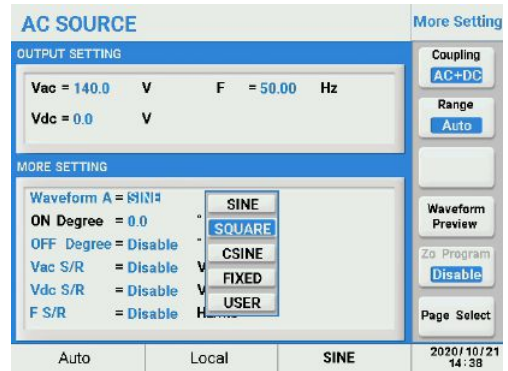 AC SOURCE
More Setting
OUTPUT SETTING
Vac = 140.0 V F = 50.00 Hz
Vdc = 0.0 V
MORE SETTING
Waveform A = SINE
ON Degree = 0.0 °
OFF Degree = Disable °
Vac S/R = Disable V
Vdc S/R = Disable V
F S/R = Disable
SINE
SQUARE
CSINE
FIXED
USER
Coupling
AC+DC
Range
Auto
Waveform
Preview
Zo Program
Disable
Page Select
Auto Local SINE
2020/10/21
14:38